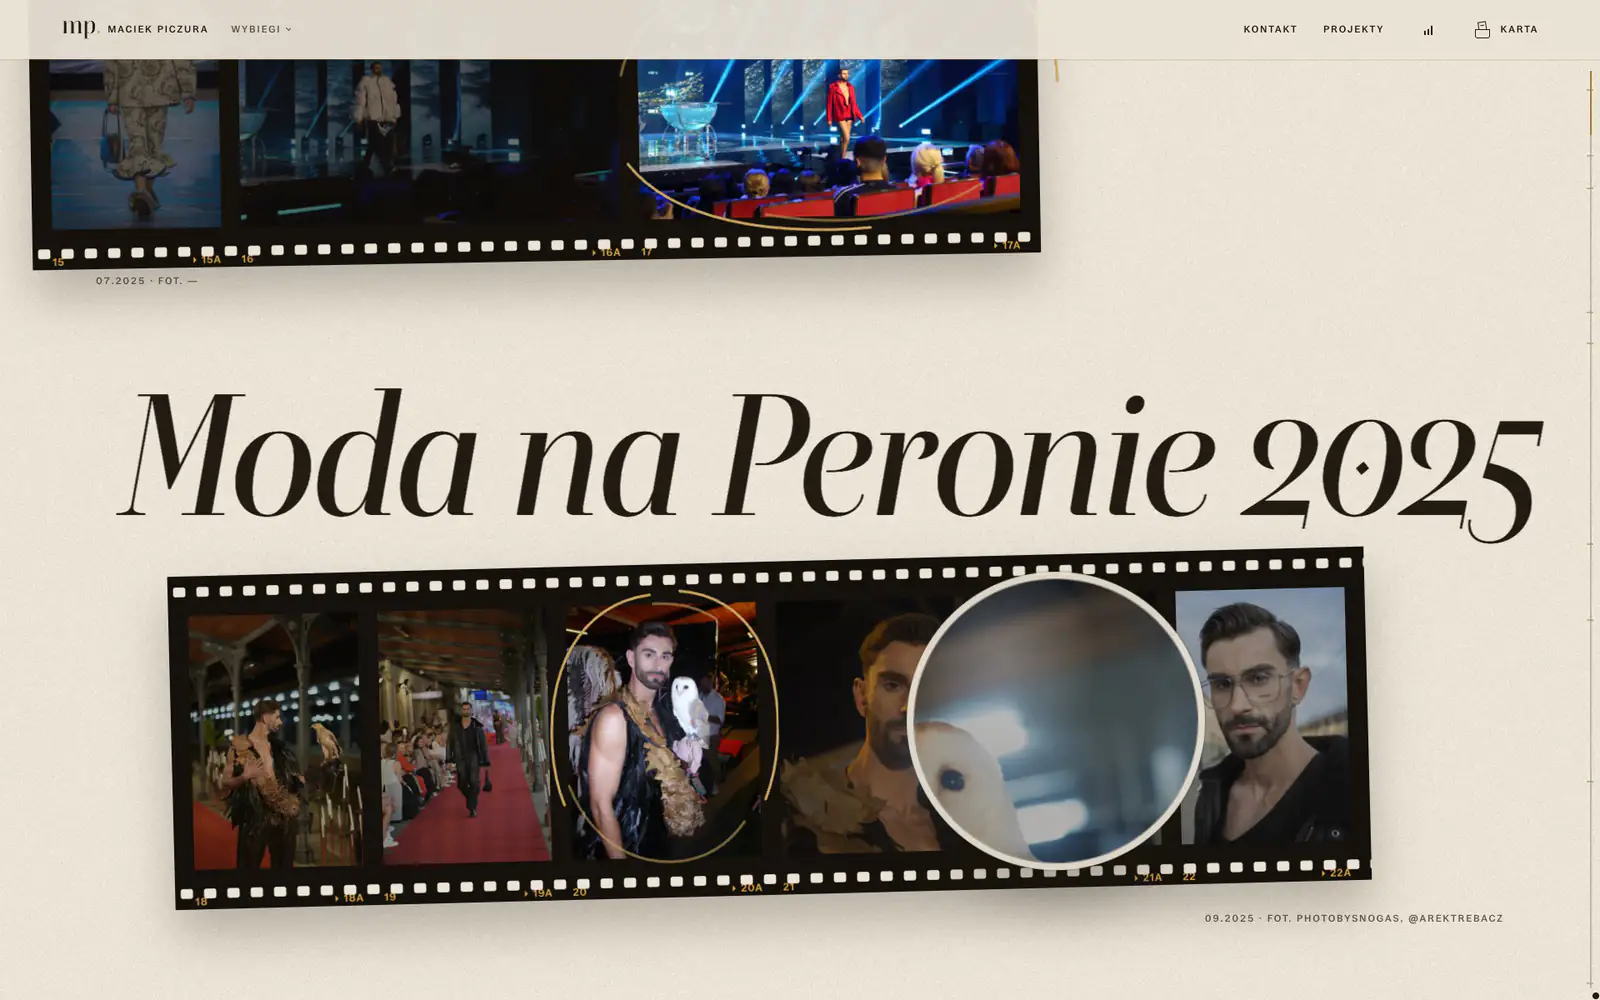 mp. MACIEK PICZURA WYBIEGI KONTAKT PROJEKTY KARTA
15 15A 16 16A 17 17A
07.2025 · FOT. —
Moda na Peronie 2025
18 18A 19 19A 20 20A 21 21A 22 22A
09.2025 · FOT. PHOTOBYSNOGAS, @AREKTREBACZ